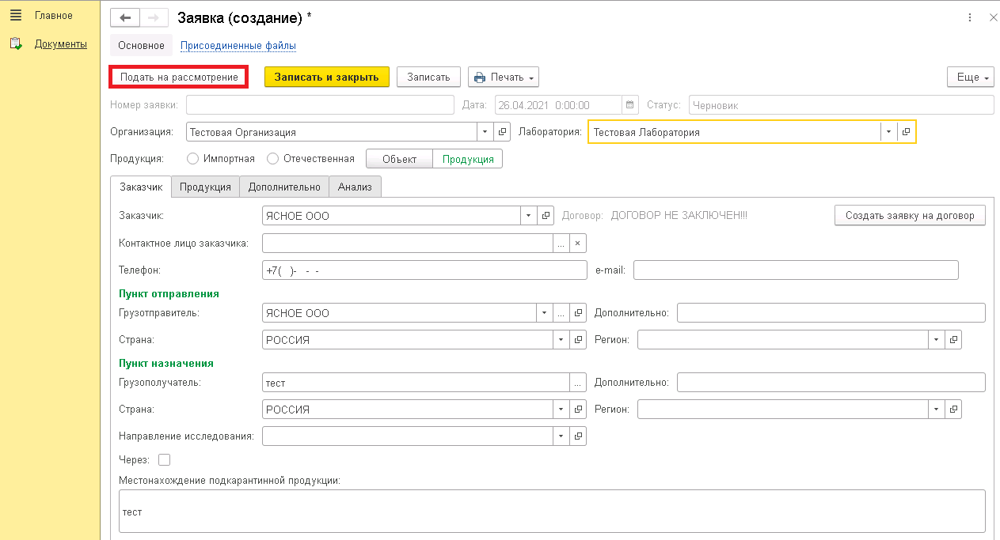 Главное
Документы
Заявка (создание) *
Основное Присоединенные файлы
Подать на рассмотрение Записать и закрыть Записать Печать Еще
Номер заявки: Дата: 26.04.2021 0:00:00 Статус: Черновик
Организация: Тестовая Организация Лаборатория: Тестовая Лаборатория
Продукция: Импортная Отечественная Объект Продукция
Заказчик Продукция Дополнительно Анализ
Заказчик: ЯСНОЕ ООО Договор: ДОГОВОР НЕ ЗАКЛЮЧЕН!!! Создать заявку на договор
Контактное лицо заказчика: ... ×
Телефон: +7( )- - - e-mail:
Пункт отправления
Грузотправитель: ЯСНОЕ ООО ... Дополнительно:
Страна: РОССИЯ Регион:
Пункт назначения
Грузополучатель: тест ... Дополнительно:
Страна: РОССИЯ Регион:
Направление исследования:
Через:
Местонахождение подкарантинной продукции:
тест